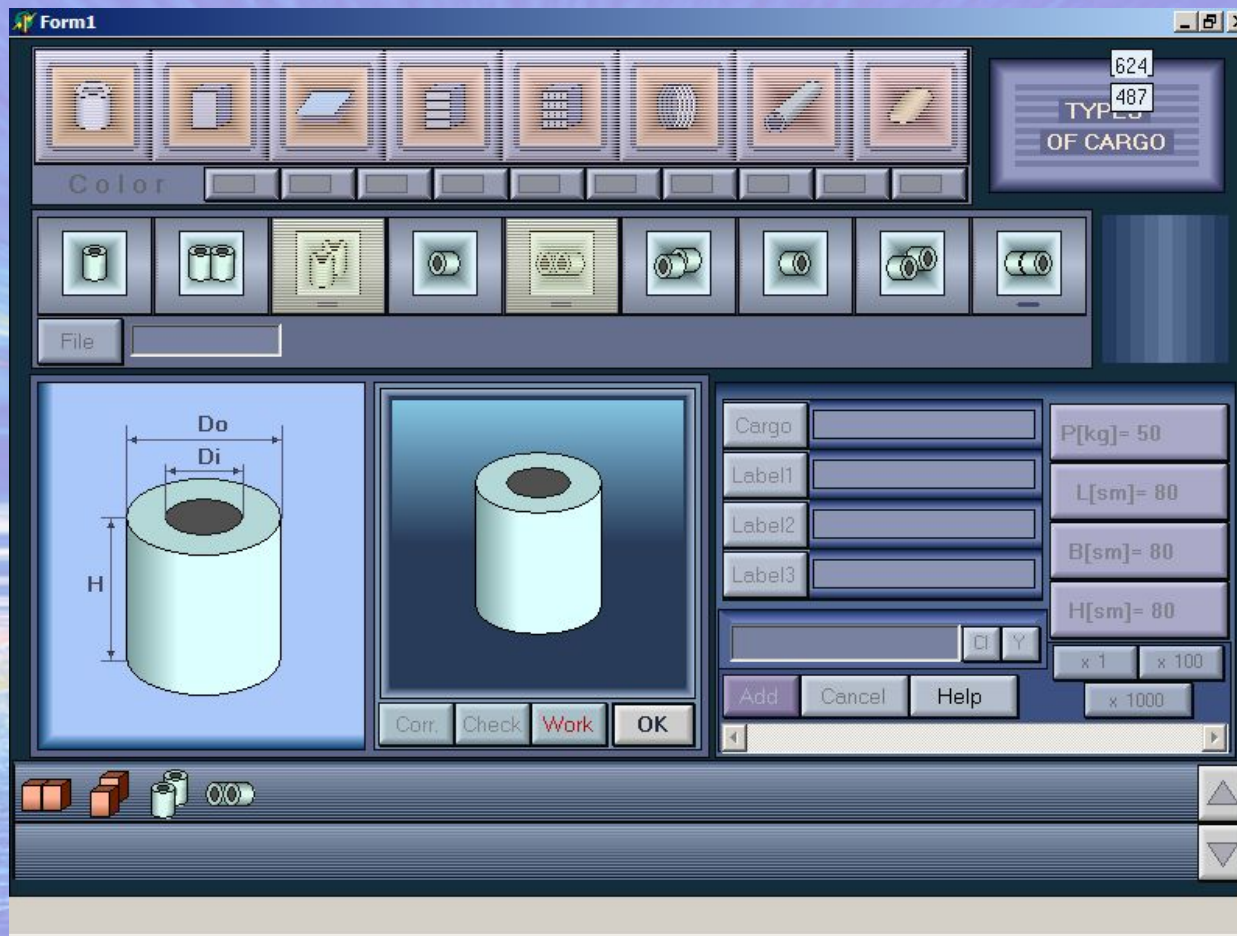 Form1
624
487
TYPES
OF CARGO
Color
File
Do
Di
H
Cargo
Label1
Label2
Label3
P[kg]= 50
L[sm]= 80
B[sm]= 80
H[sm]= 80
Cl Y
x 1 x 100
x 1000
Add Cancel Help
Corr. Check Work OK